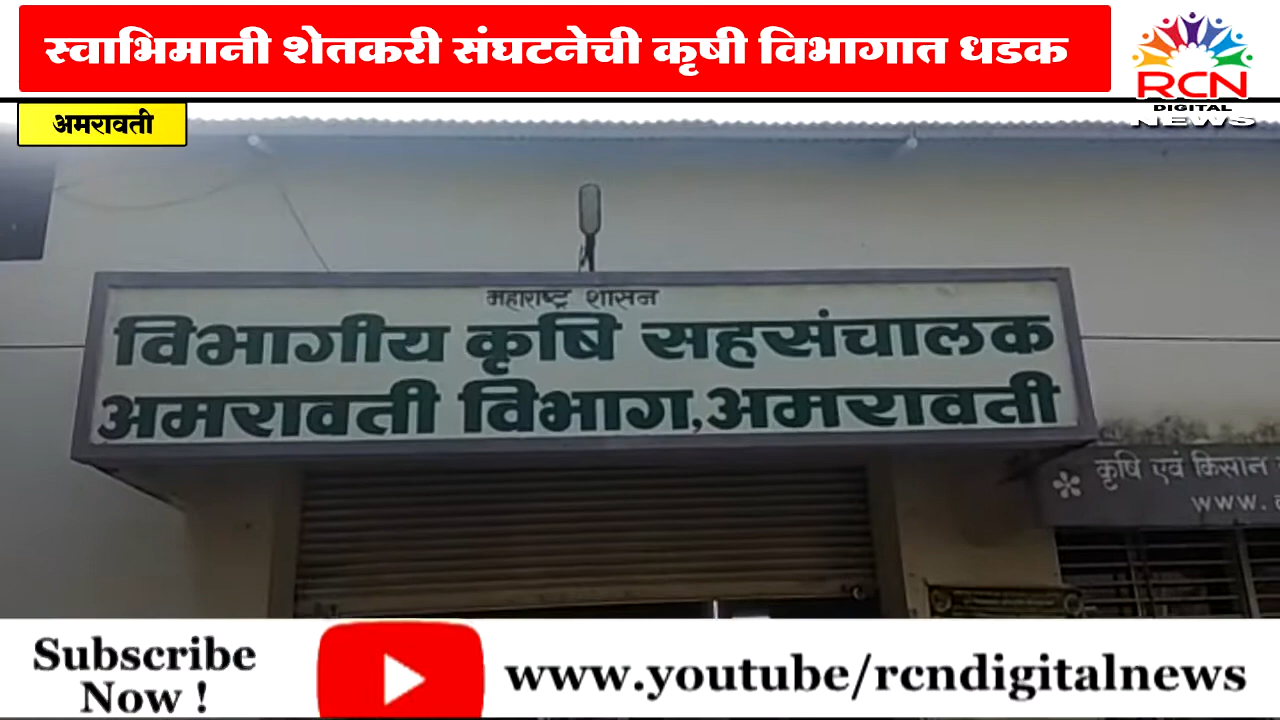 स्वाभिमानी शेतकरी संघटनेची कृषी विभागात धडक
RCN
DIGITAL
NEWS
अमरावती
महाराष्ट्र शासन
विभागीय कृषि सहसंचालक
अमरावती विभाग,अमरावती
कृषि एवं किसान
www.
Subscribe
Now !
www.youtube/rcndigitalnews